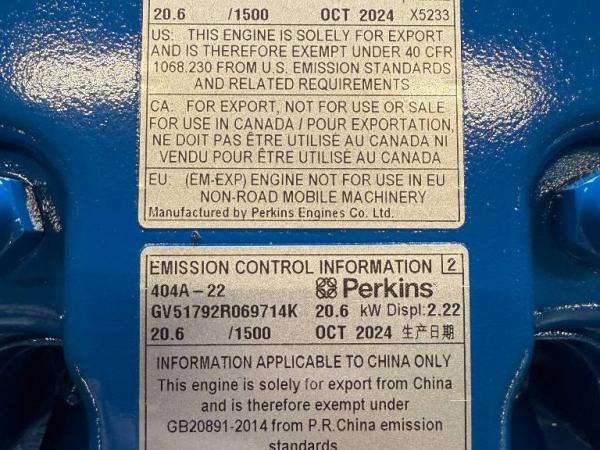 20.6 /1500 OCT 2024 X5233
US: THIS ENGINE IS SOLELY FOR EXPORT
AND IS THEREFORE EXEMPT UNDER 40 CFR
1068.230 FROM U.S. EMISSION STANDARDS
AND RELATED REQUIREMENTS
CA: FOR EXPORT, NOT FOR USE OR SALE
FOR USE IN CANADA / POUR EXPORTATION,
NE DOIT PAS ÊTRE UTILISÉ AU CANADA NI
VENDU POUR ÊTRE UTILISÉ AU CANADA
EU: (EM-EXP) ENGINE NOT FOR USE IN EU
NON-ROAD MOBILE MACHINERY
Manufactured by Perkins Engines Co. Ltd.
EMISSION CONTROL INFORMATION 2
404A-22 Perkins
GV51792R069714K 20.6 kW Displ:2.22
20.6 /1500 OCT 2024 生产日期
INFORMATION APPLICABLE TO CHINA ONLY
This engine is solely for export from China
and is therefore exempt under
GB20891-2014 from P.R.China emission
standards